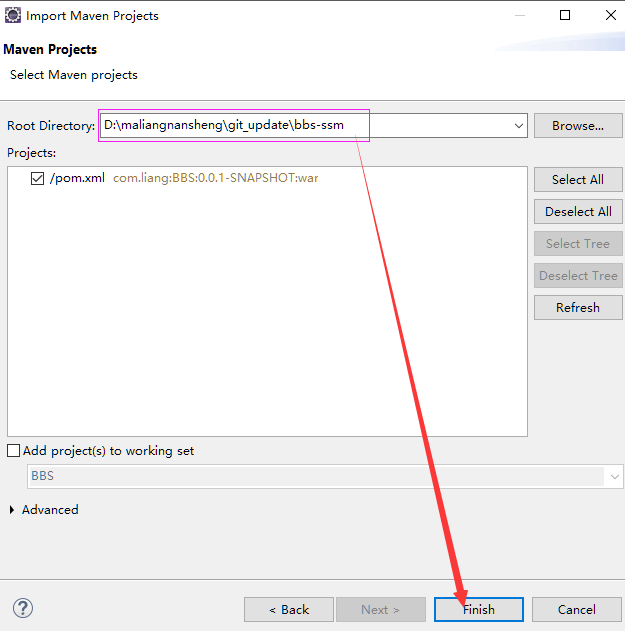 Import Maven Projects
Maven Projects
Select Maven projects
Root Directory: D:\maliangnansheng\git_update\bbs-ssm Browse...
Projects:
/pom.xml com.liang:BBS:0.0.1-SNAPSHOT:war
Select All
Deselect All
Select Tree
Deselect Tree
Refresh
Add project(s) to working set
BBS
Advanced
? < Back Next > Finish Cancel